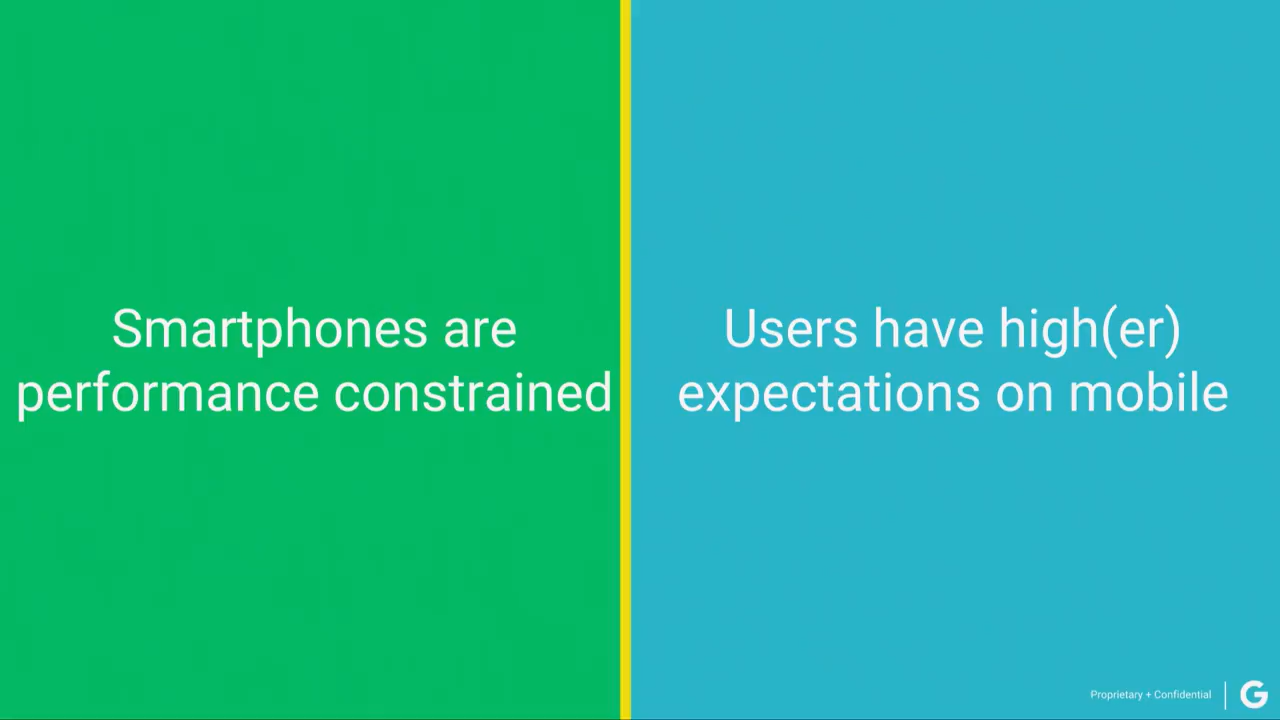 Smartphones are
performance constrained
Users have high(er)
expectations on mobile
Proprietary + Confidential
G